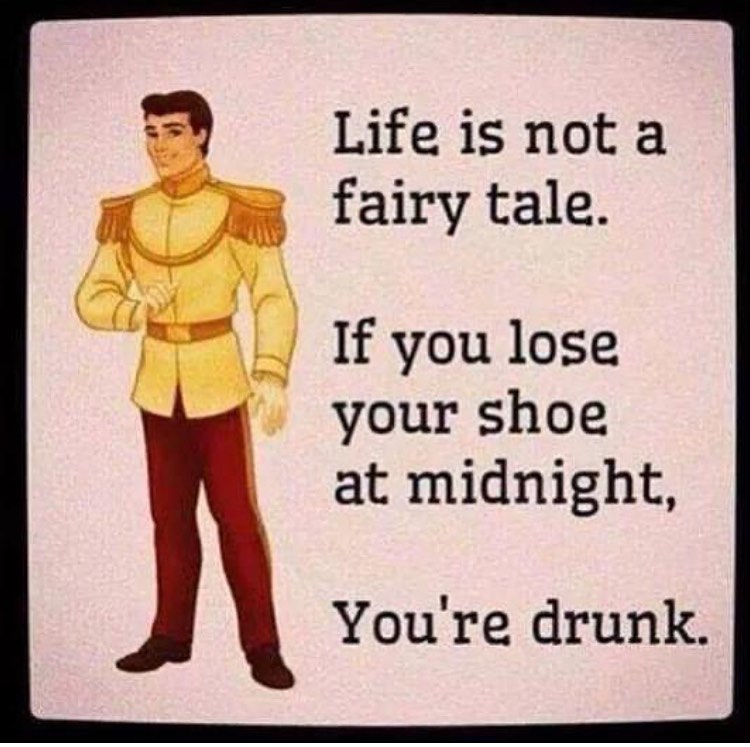 Life is not a
fairy tale.
If you lose
your shoe
at midnight,
You're drunk.